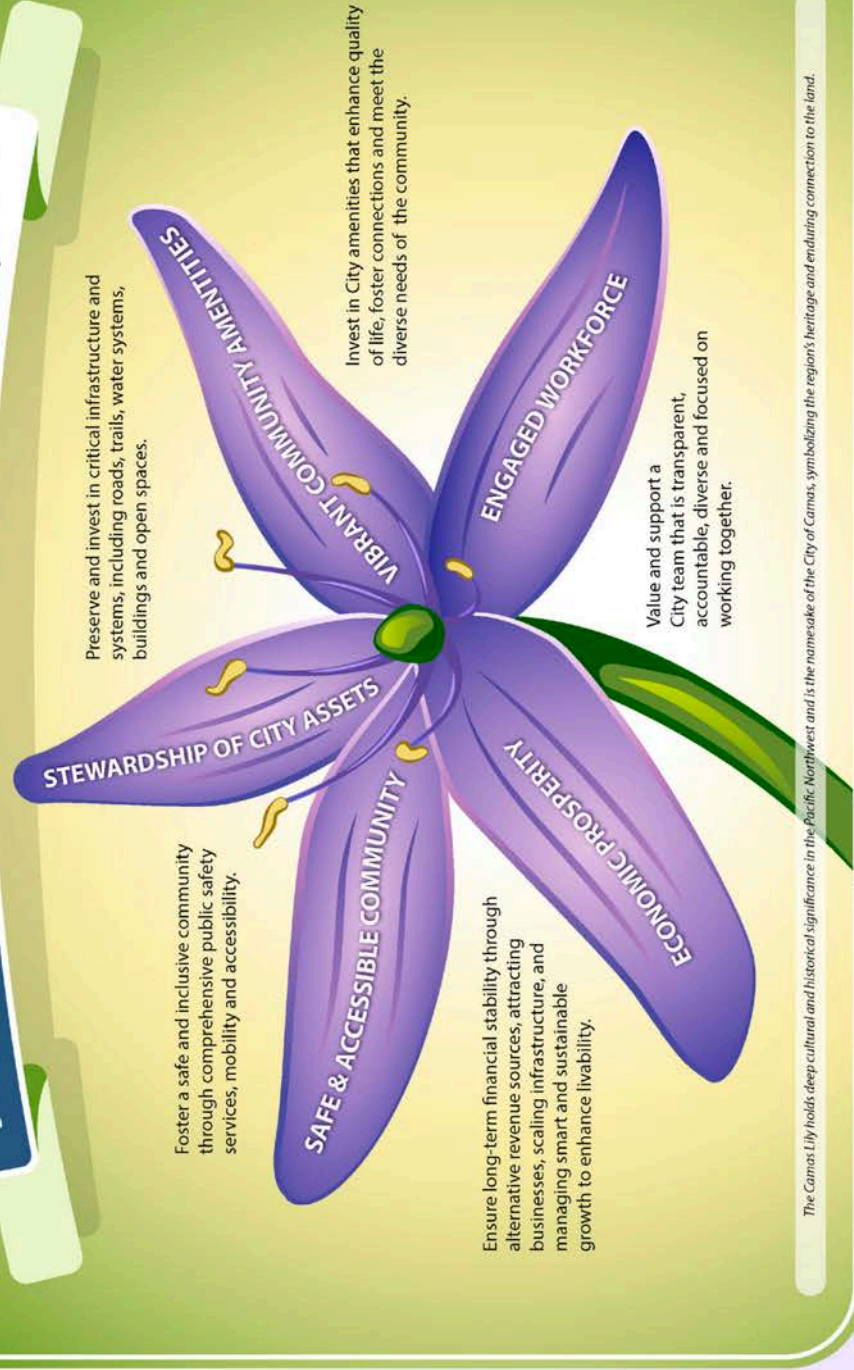 STEWARDSHIP OF CITY ASSETS
Preserve and invest in critical infrastructure and
systems, including roads, trails, water systems,
buildings and open spaces.
VIBRANT COMMUNITY AMENTITIES
Invest in City amenities that enhance quality
of life, foster connections and meet the
diverse needs of the community.
Foster a safe and inclusive community
through comprehensive public safety
services, mobility and accessibility.
SAFE & ACCESSIBLE COMMUNITY
ENGAGED WORKFORCE
Value and support a
City team that is transparent,
accountable, diverse and focused on
working together.
ECONOMIC PROSPERITY
Ensure long-term financial stability through
alternative revenue sources, attracting
businesses, scaling infrastructure, and
managing smart and sustainable
growth to enhance livability.
The Camas Lily holds deep cultural and historical significance in the Pacific Northwest and is the namesake of the City of Camas, symbolizing the region's heritage and enduring connection to the land.